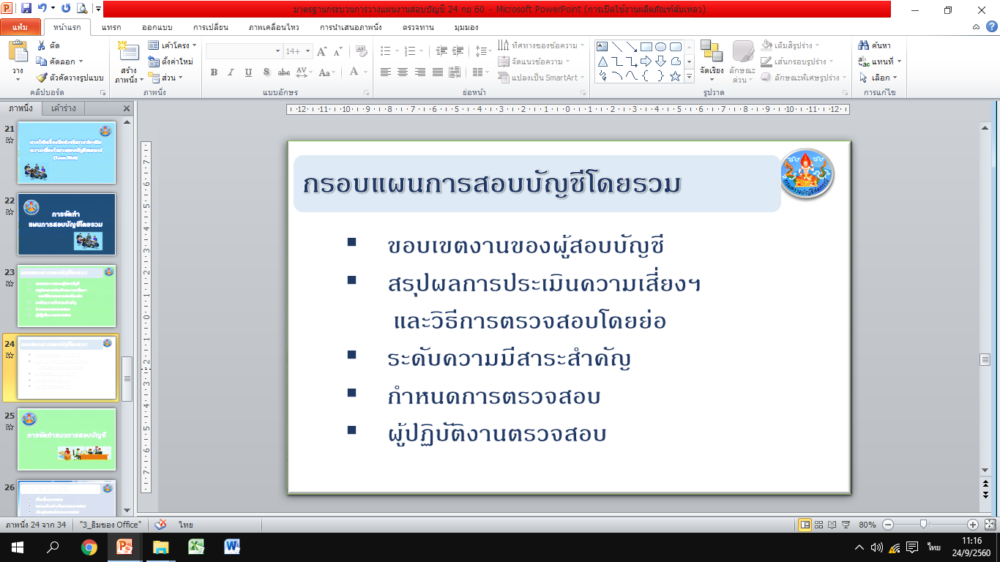 มาตรฐานกระบวนการวางแผนงานสอบบัญชี 24 กย 60 - Microsoft PowerPoint (การเปิดใช้งานผลิตภัณฑ์ล้มเหลว)
แฟ้ม หน้าแรก แทรก ออกแบบ การเปลี่ยน ภาพเคลื่อนไหว การนำเสนอภาพนิ่ง ตรวจทาน มุมมอง
วาง
ตัด
คัดลอก
ตัวคัดวางรูปแบบ
คลิปบอร์ด
สร้าง
ภาพนิ่ง
เค้าโครง
ตั้งค่าใหม่
ส่วน
ภาพนิ่ง
14+
B I U S abc AV Aa A
แบบอักษร
ทิศทางของข้อความ
จัดแนวข้อความ
แปลงเป็น SmartArt
ย่อหน้า
จัดเรียง
ลักษณะ
ด่วน
เติมสีรูปร่าง
เส้นกรอบรูปร่าง
ลักษณะพิเศษรูปร่าง
รูปวาด
ค้นหา
แทนที่
เลือก
การแก้ไข
ภาพนิ่ง เค้าร่าง
12 11 10 9 8 7 6 5 4 3 2 1 0 1 2 3 4 5 6 7 8 9 10 11 12
21
(Team Risk)
22
การจัดทำ
แผนการสอบบัญชีโดยรวม
23
24
25
การจัดทำแนวการสอบบัญชี
26
กรอบแผนการสอบบัญชีโดยรวม
กรมตรวจบัญชีสหกรณ์
▪ ขอบเขตงานของผู้สอบบัญชี
▪ สรุปผลการประเมินความเสี่ยงฯ
และวิธีการตรวจสอบโดยย่อ
▪ ระดับความมีสาระสำคัญ
▪ กำหนดการตรวจสอบ
▪ ผู้ปฏิบัติงานตรวจสอบ
ภาพนิ่ง 24 จาก 34 "3_ธีมของ Office" ไทย 80%
ไทย
11:16
24/9/2560